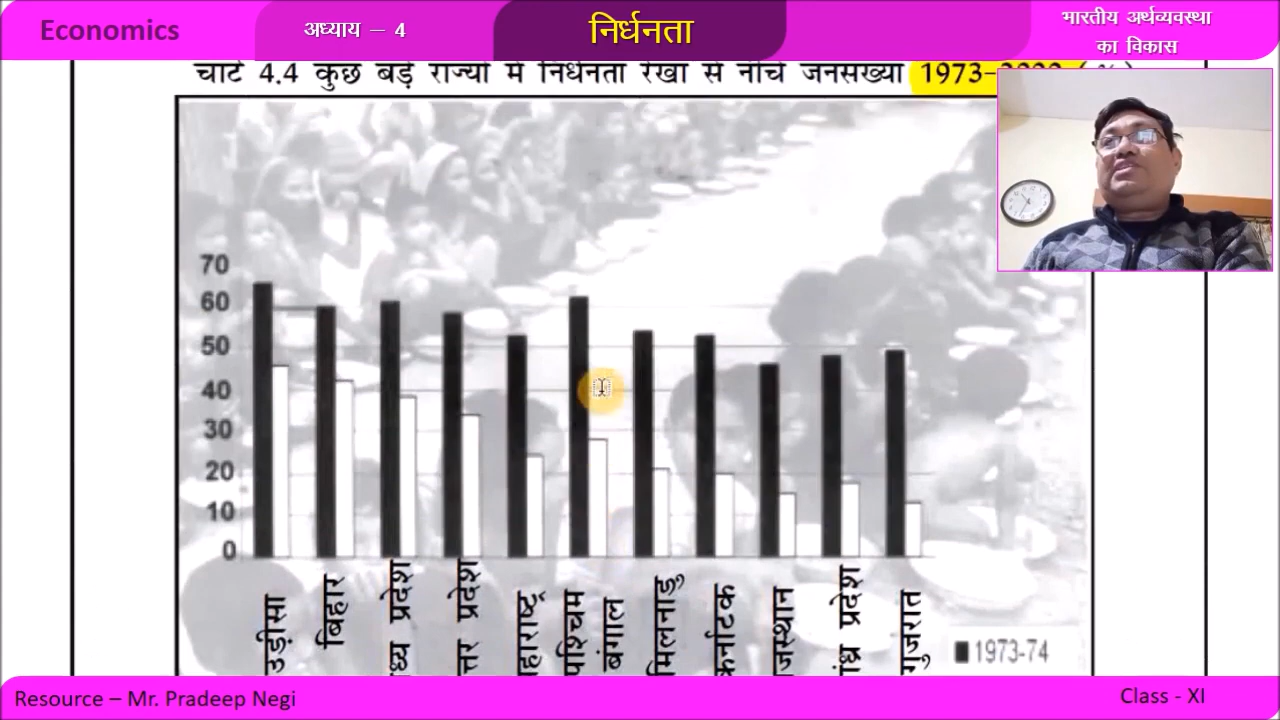 Economics
अध्याय – 4
निर्धनता
भारतीय अर्थव्यवस्था
का विकास
चार्ट 4.4 कुछ बड़े राज्यों में निर्धनता रेखा से नीचे जनसंख्या
70
60
50
40
30
20
10
0
उड़ीसा
बिहार
ध्य प्रदेश
त्तर प्रदेश
हाराष्ट्र
पश्चिम
बंगाल
मिलनाडु
कर्नाटक
जस्थान
ांध्र प्रदेश
गुजरात
1973-74
Resource – Mr. Pradeep Negi
Class - XI